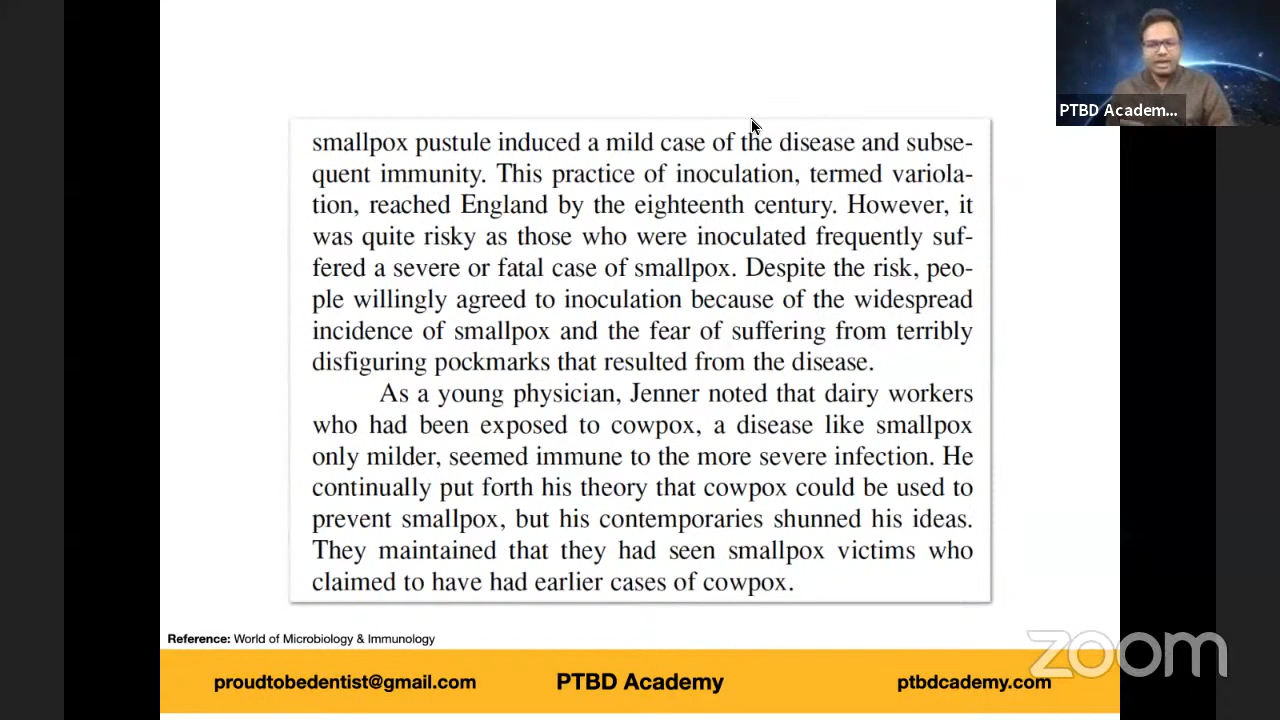 PTBD Academ...
smallpox pustule induced a mild case of the disease and subse-
quent immunity. This practice of inoculation, termed variola-
tion, reached England by the eighteenth century. However, it
was quite risky as those who were inoculated frequently suf-
fered a severe or fatal case of smallpox. Despite the risk, peo-
ple willingly agreed to inoculation because of the widespread
incidence of smallpox and the fear of suffering from terribly
disfiguring pockmarks that resulted from the disease.
As a young physician, Jenner noted that dairy workers
who had been exposed to cowpox, a disease like smallpox
only milder, seemed immune to the more severe infection. He
continually put forth his theory that cowpox could be used to
prevent smallpox, but his contemporaries shunned his ideas.
They maintained that they had seen smallpox victims who
claimed to have had earlier cases of cowpox.
Reference: World of Microbiology & Immunology
zoom
proudtobedentist@gmail.com PTBD Academy ptbdcademy.com